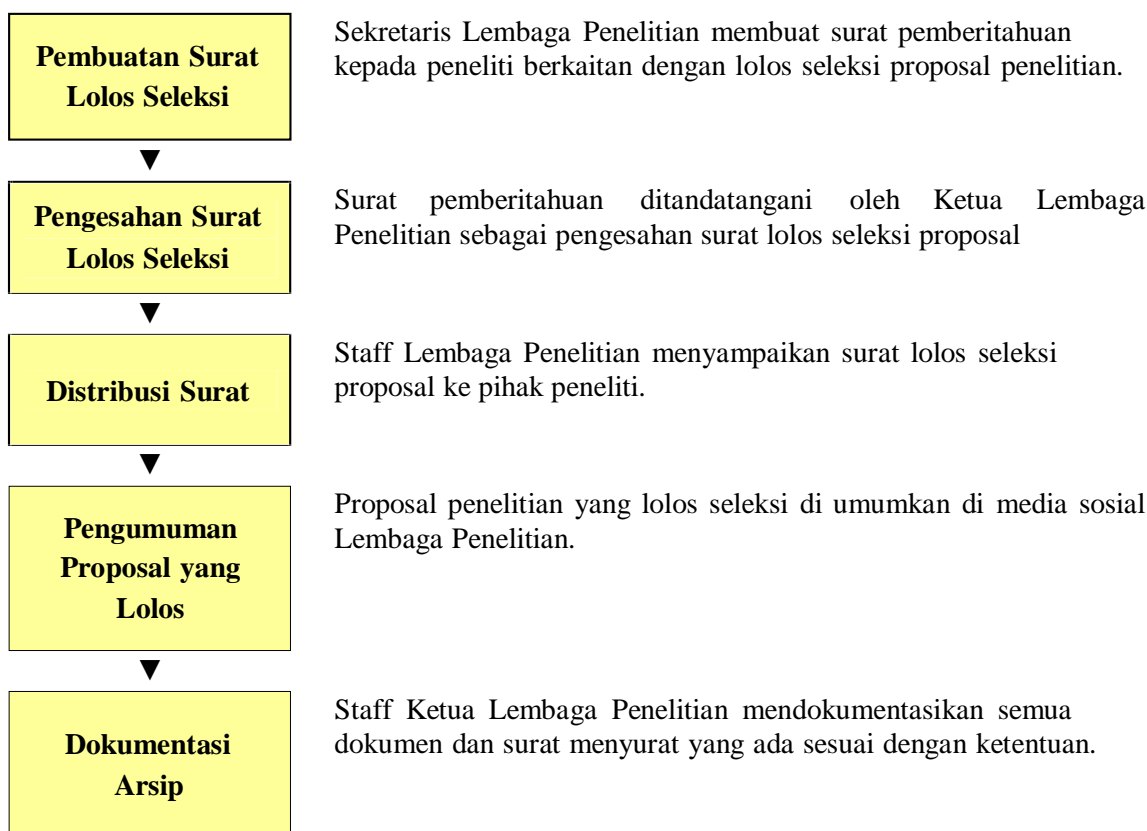 Pembuatan Surat
Lolos Seleksi
Sekretaris Lembaga Penelitian membuat surat pemberitahuan
kepada peneliti berkaitan dengan lolos seleksi proposal penelitian.
Pengesahan Surat
Lolos Seleksi
Surat pemberitahuan ditandatangani oleh Ketua Lembaga
Penelitian sebagai pengesahan surat lolos seleksi proposal
Distribusi Surat
Staff Lembaga Penelitian menyampaikan surat lolos seleksi
proposal ke pihak peneliti.
Pengumuman
Proposal yang
Lolos
Proposal penelitian yang lolos seleksi di umumkan di media sosial
Lembaga Penelitian.
Dokumentasi
Arsip
Staff Ketua Lembaga Penelitian mendokumentasikan semua
dokumen dan surat menyurat yang ada sesuai dengan ketentuan.